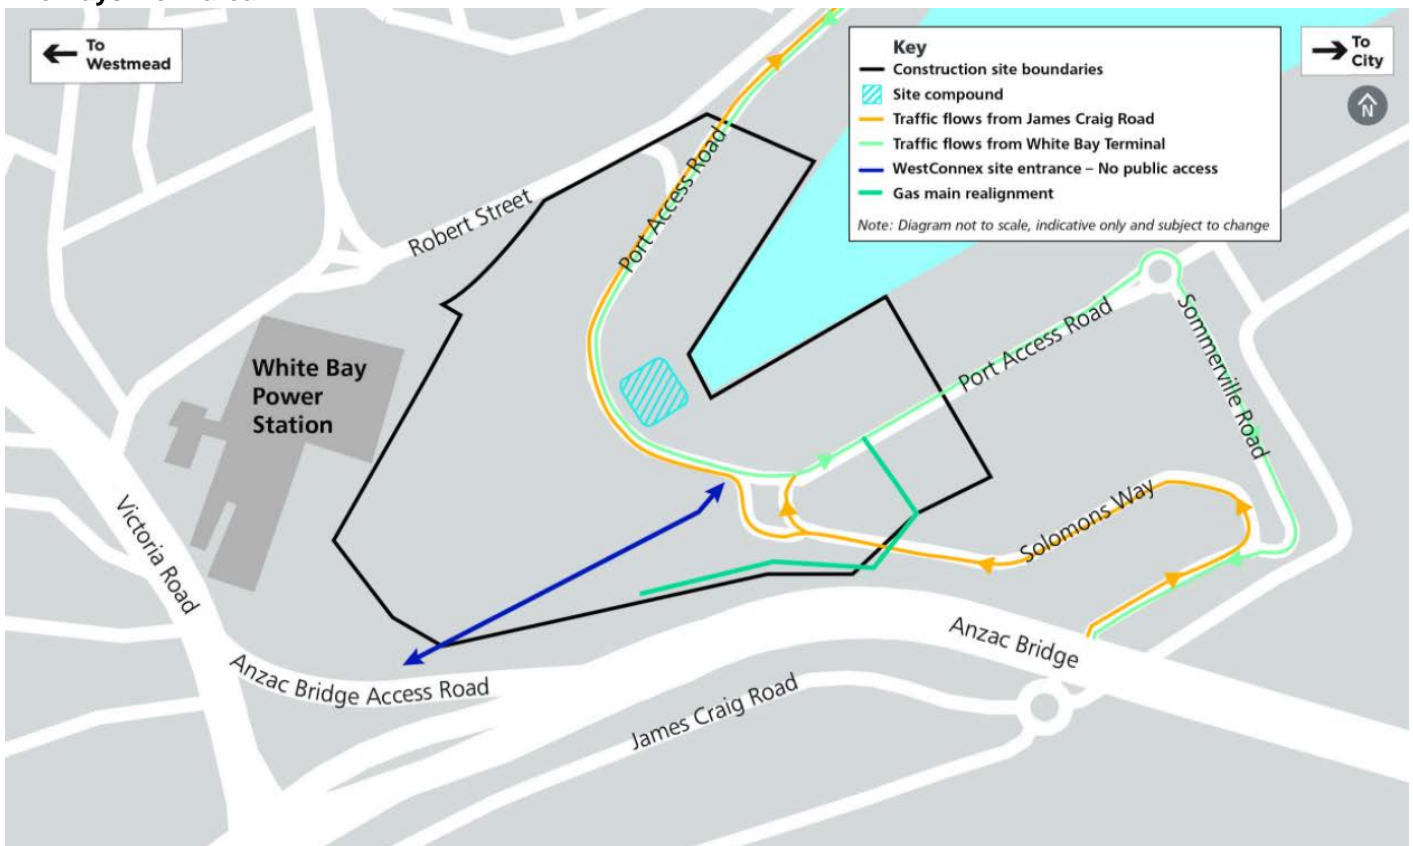 To
Westmead
Key
Construction site boundaries
Site compound
Traffic flows from James Craig Road
Traffic flows from White Bay Terminal
WestConnex site entrance – No public access
Gas main realignment
Note: Diagram not to scale, indicative only and subject to change
To
City
N
Robert Street
Port Access Road
White Bay
Power
Station
Port Access Road
Sommerville Road
Victoria Road
Solomons Way
Anzac Bridge
Anzac Bridge Access Road
James Craig Road